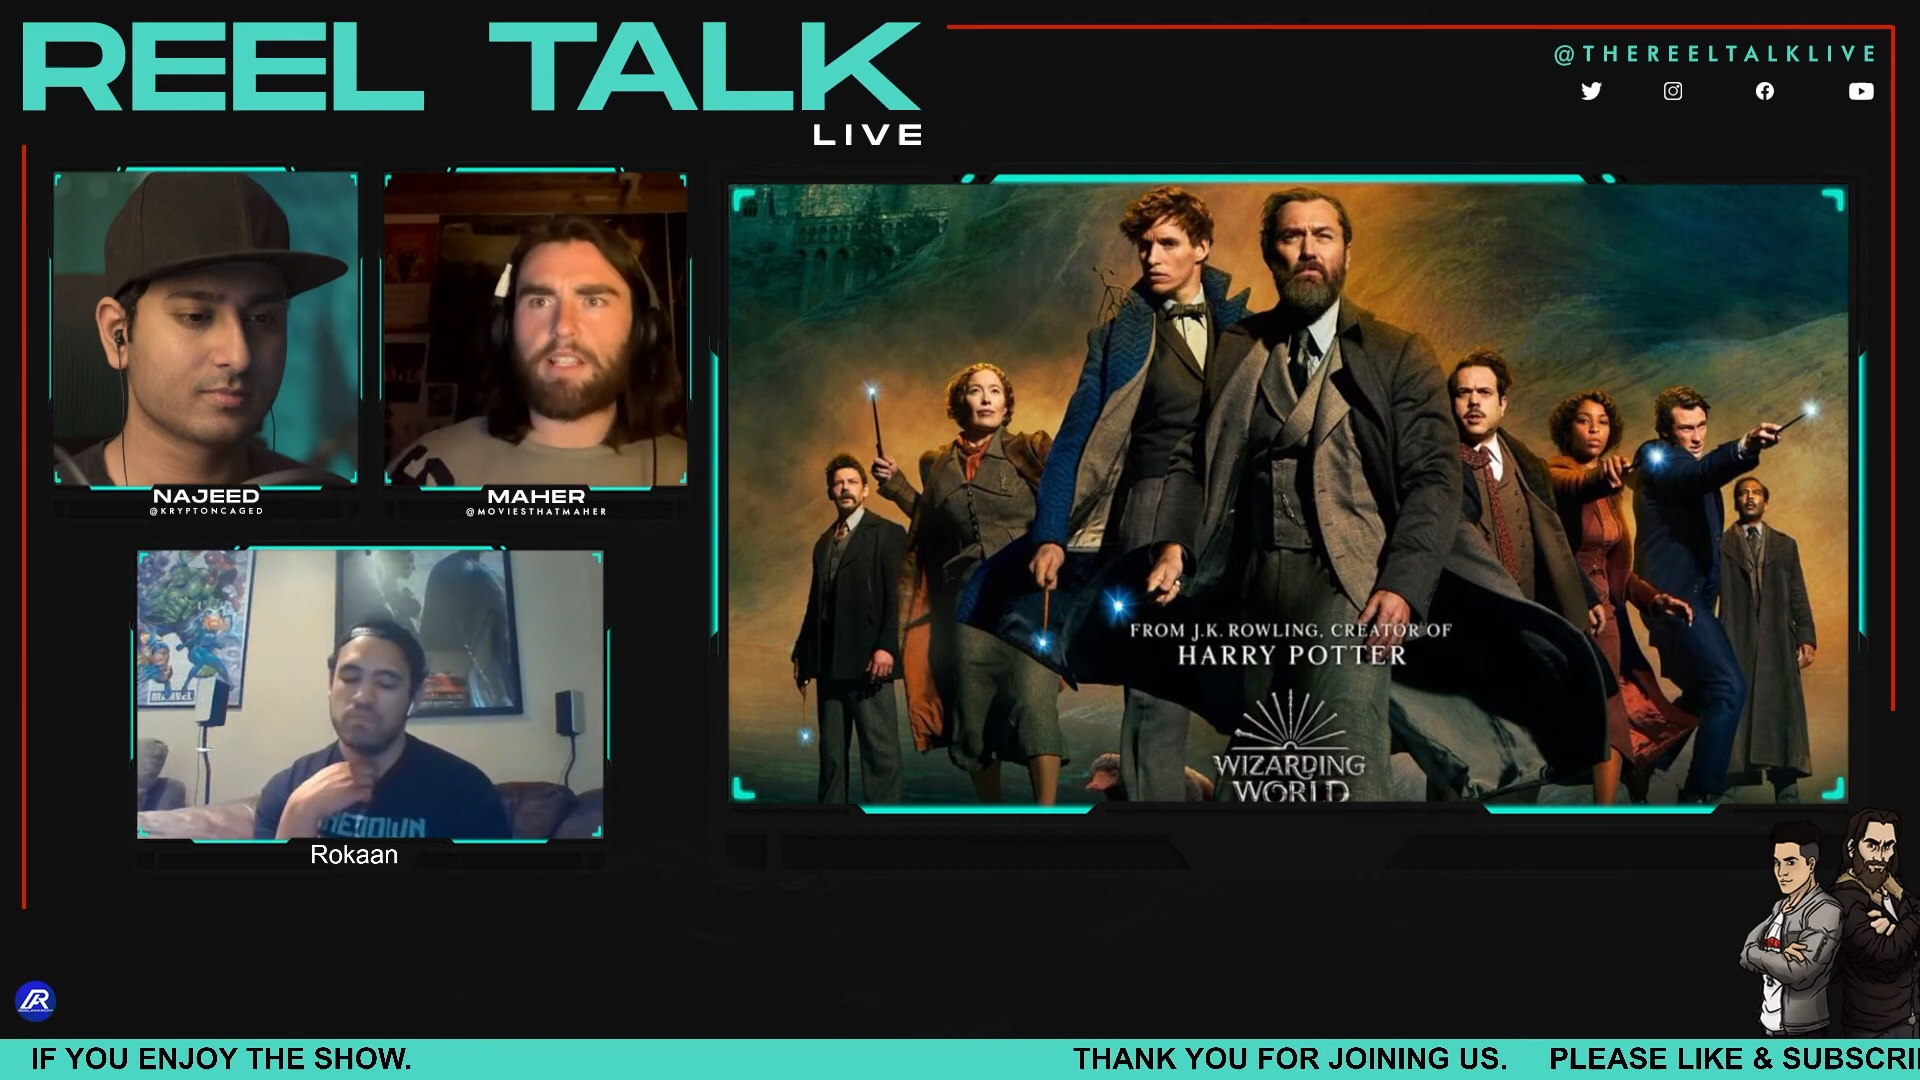 REEL TALK
LIVE
@THEREELTALKLIVE
NAJEED
@KRYPTONCAGED
MAHER
@MOVIESTHATMAHER
MARVEL
Rokaan
FROM J.K. ROWLING, CREATOR OF
HARRY POTTER
WIZARDING
WORLD
IF YOU ENJOY THE SHOW. THANK YOU FOR JOINING US. PLEASE LIKE & SUBSCRI